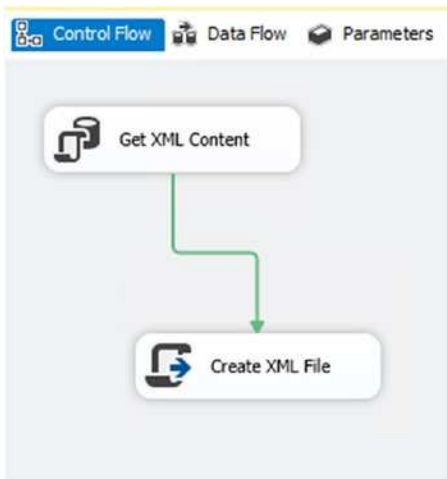 Control Flow Data Flow Parameters
Get XML Content
Create XML File